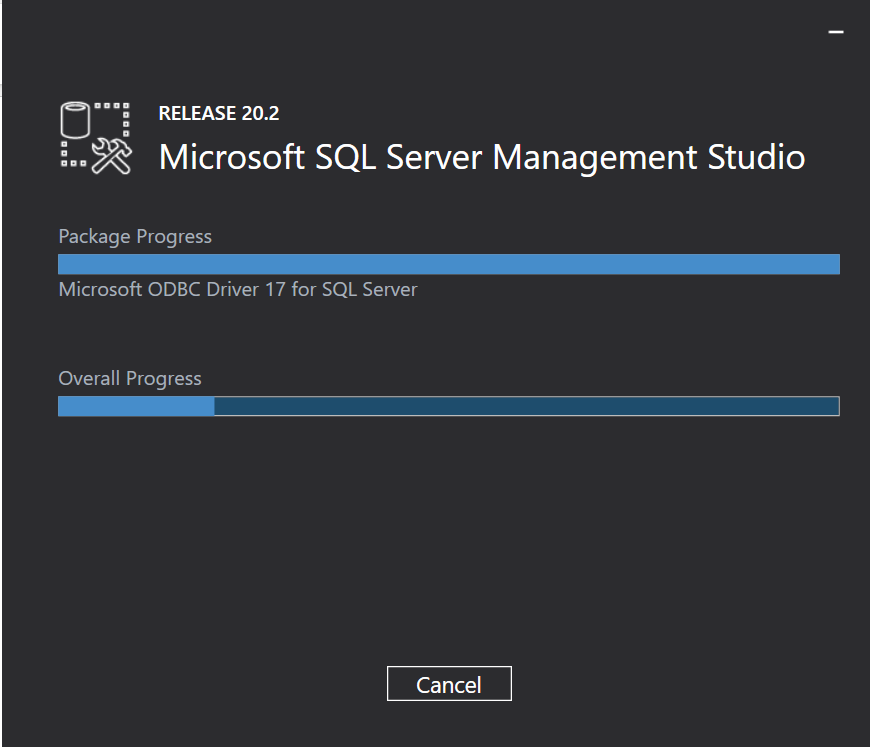 RELEASE 20.2
Microsoft SQL Server Management Studio
Package Progress
Microsoft ODBC Driver 17 for SQL Server
Overall Progress
Cancel